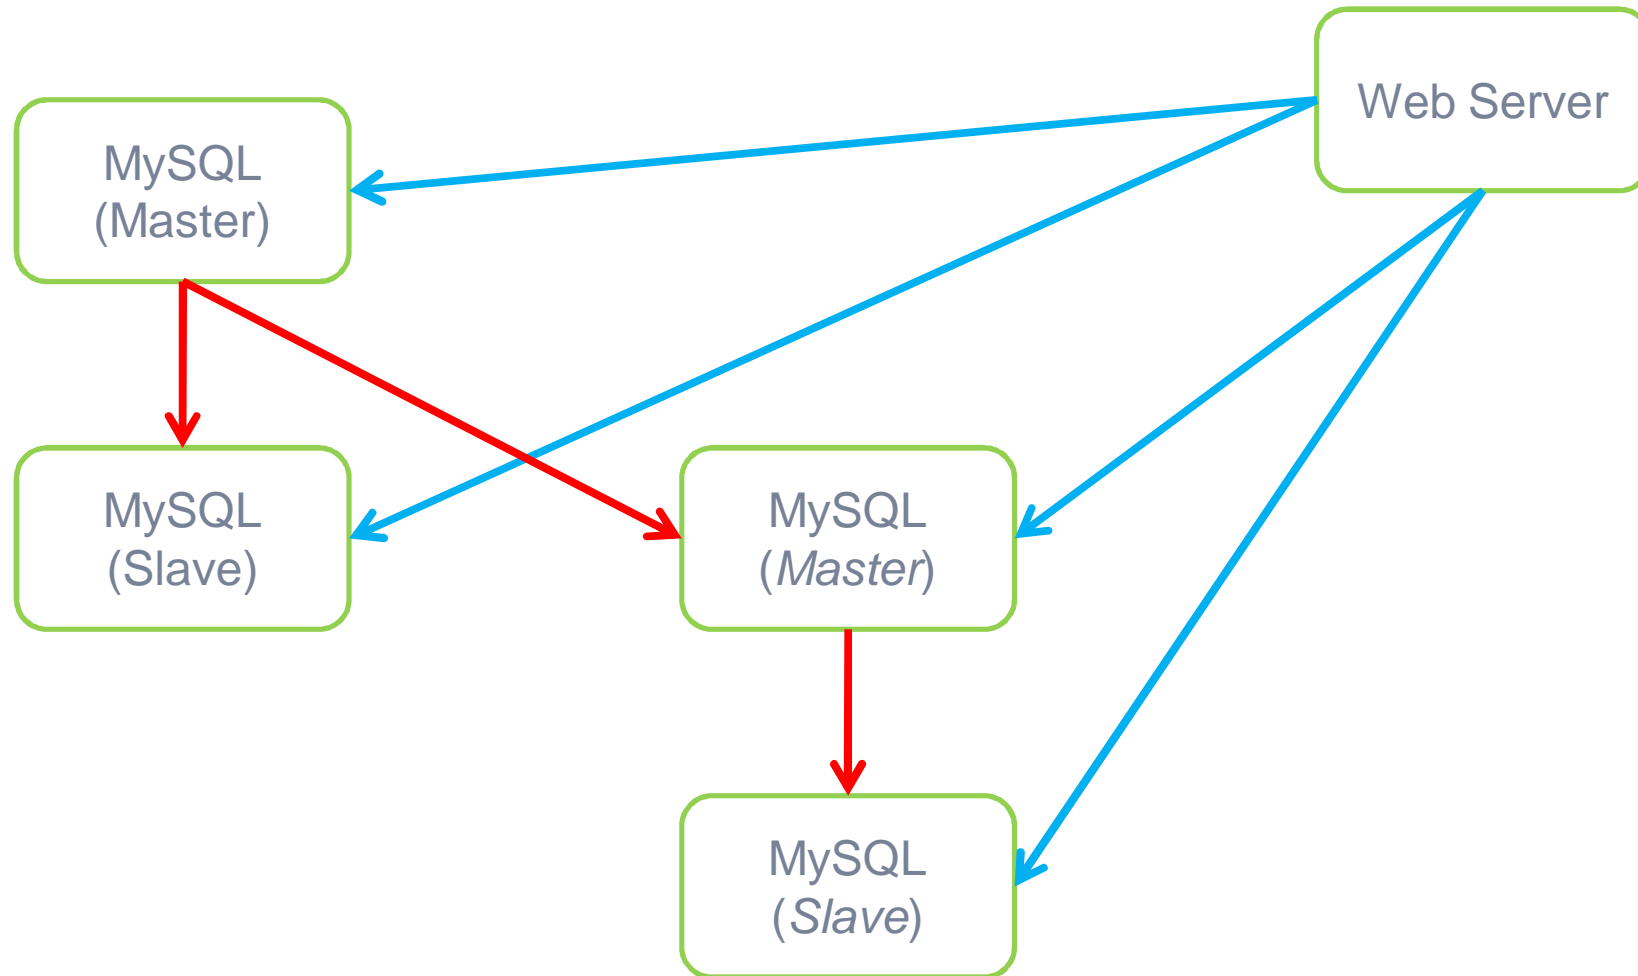 Web Server
MySQL
(Master)
MySQL
(Slave)
MySQL
(Master)
MySQL
(Slave)